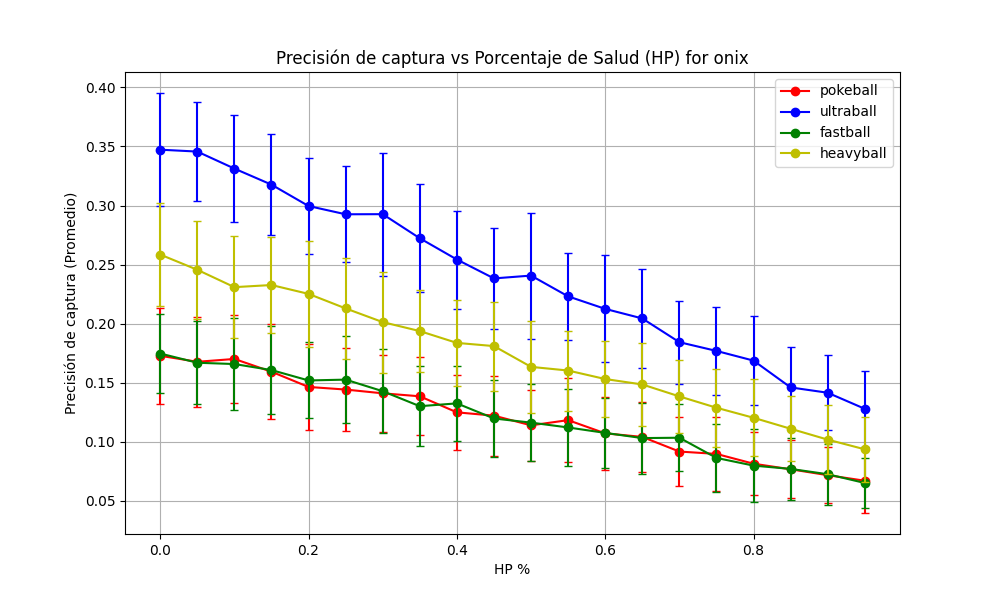 Precisión de captura vs Porcentaje de Salud (HP) for onix
Precisión de captura (Promedio)
0.40
0.35
0.30
0.25
0.20
0.15
0.10
0.05
pokeball
ultraball
fastball
heavyball
0.0 0.2 0.4 0.6 0.8
HP %